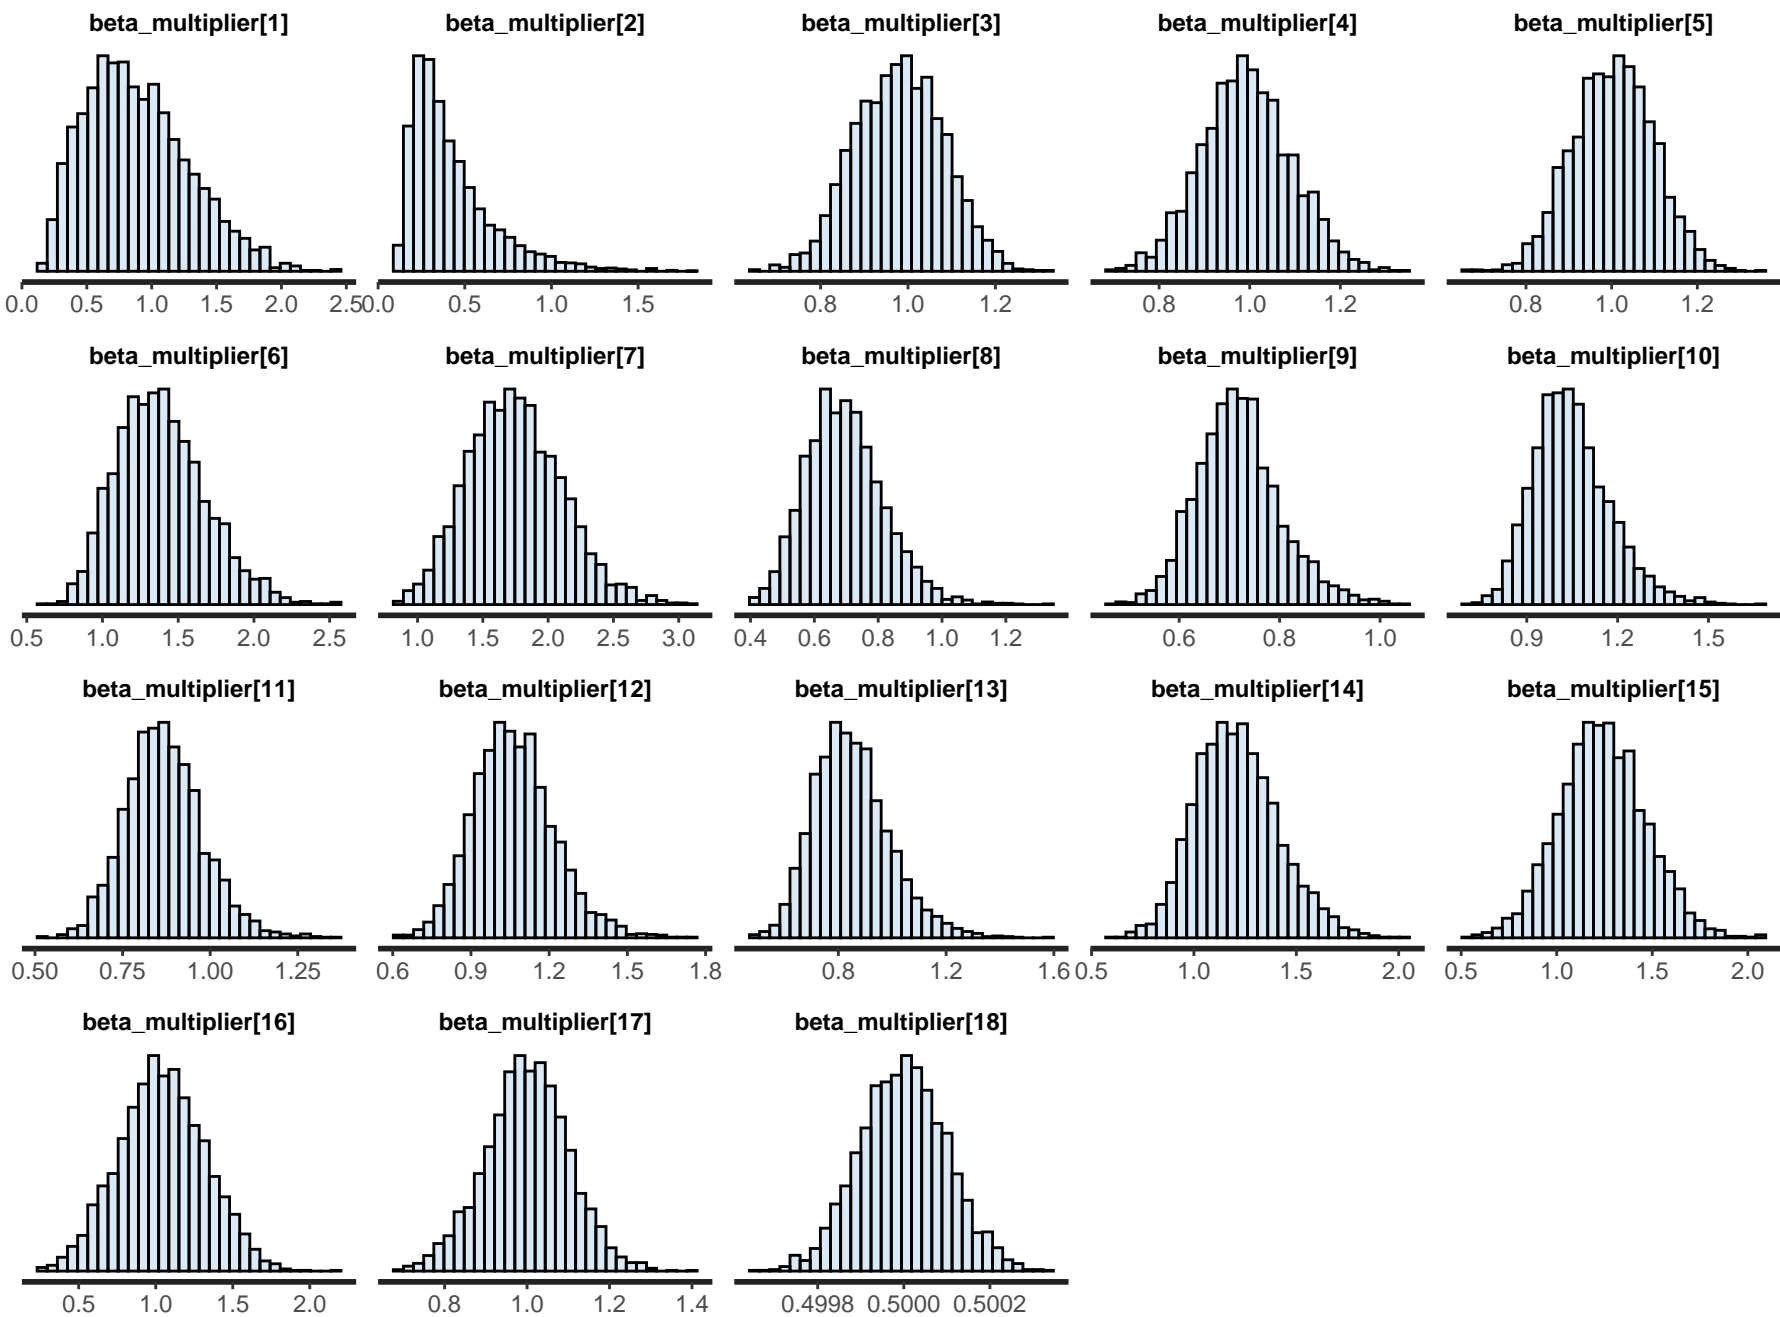 beta_multiplier[1] beta_multiplier[2] beta_multiplier[3] beta_multiplier[4] beta_multiplier[5]
0.0 0.5 1.0 1.5 2.0 2.5 0.0 0.5 1.0 1.5 0.8 1.0 1.2 0.8 1.0 1.2 0.8 1.0 1.2
beta_multiplier[6] beta_multiplier[7] beta_multiplier[8] beta_multiplier[9] beta_multiplier[10]
0.5 1.0 1.5 2.0 2.5 1.0 1.5 2.0 2.5 3.0 0.4 0.6 0.8 1.0 1.2 0.6 0.8 1.0 0.9 1.2 1.5
beta_multiplier[11] beta_multiplier[12] beta_multiplier[13] beta_multiplier[14] beta_multiplier[15]
0.50 0.75 1.00 1.25 0.6 0.9 1.2 1.5 1.8 0.8 1.2 1.6 0.5 1.0 1.5 2.0 0.5 1.0 1.5 2.0
beta_multiplier[16] beta_multiplier[17] beta_multiplier[18]
0.5 1.0 1.5 2.0 0.8 1.0 1.2 1.4 0.4998 0.5000 0.5002